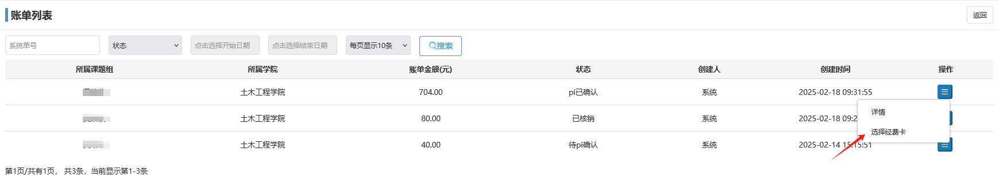 账单列表
返回
系统单号 状态 点击选择开始日期 点击选择结束日期 每页显示10条 搜索
所属课题组 所属学院 账单金额(元) 状态 创建人 创建时间 操作
土木工程学院 704.00 pi已确认 系统 2025-02-18 09:31:55
详情
土木工程学院 80.00 已核销 系统 2025-02-18 09:2
选择经费卡
土木工程学院 40.00 待pi确认 系统 2025-02-14 15:15:51
第1页/共有1页， 共3条，当前显示第1-3条